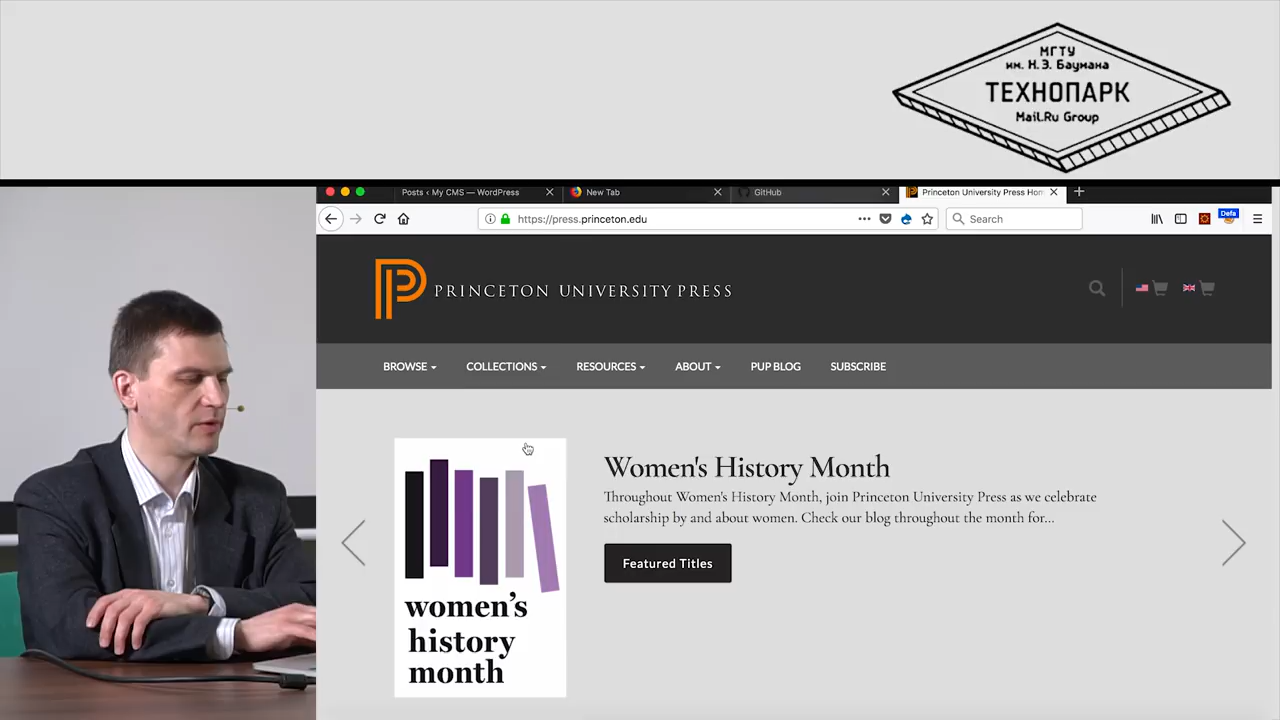 МГТУ
им. Н.Э. Баумана
ТЕХНОПАРК
Mail.Ru Group
Posts ‹ My CMS — WordPress
New Tab
GitHub
Princeton University Press Hom
https://press.princeton.edu
Search
Defa
PRINCETON UNIVERSITY PRESS
BROWSE
COLLECTIONS
RESOURCES
ABOUT
PUP BLOG
SUBSCRIBE
Women's History Month
Throughout Women's History Month, join Princeton University Press as we celebrate
scholarship by and about women. Check our blog throughout the month for...
Featured Titles
women's
history
month